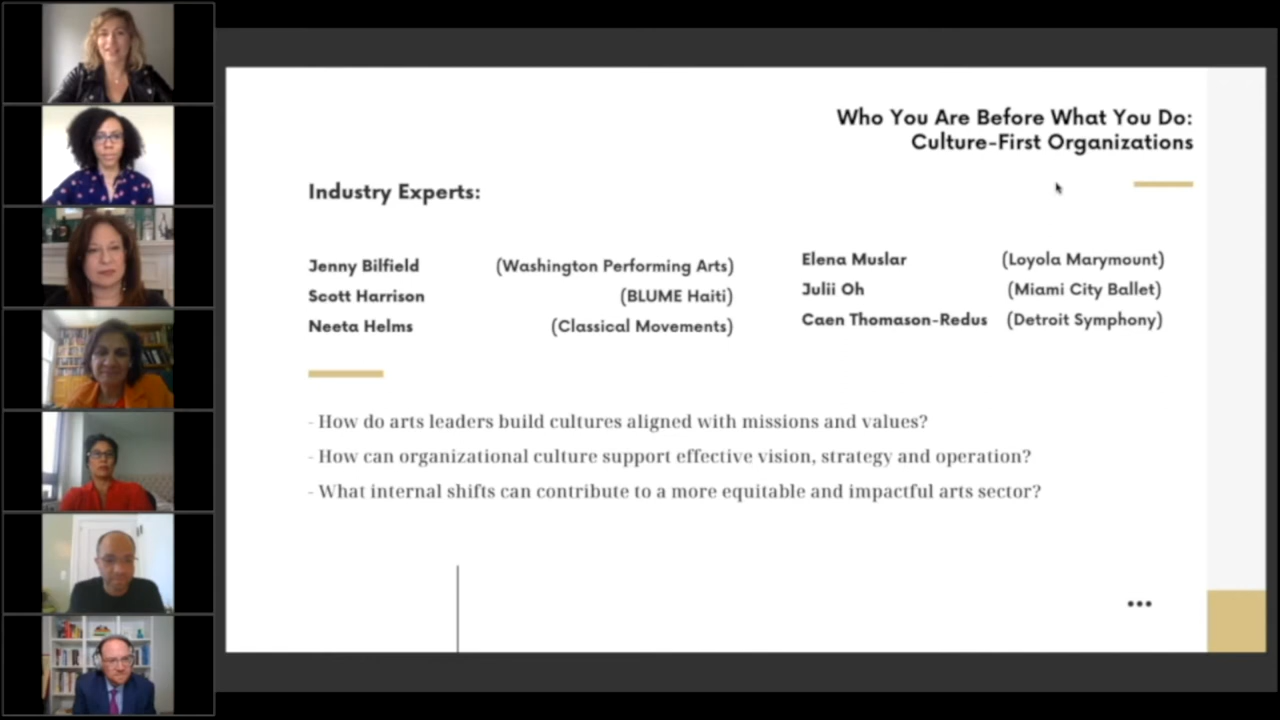 Who You Are Before What You Do:
Culture-First Organizations
Industry Experts:
Jenny Bilfield (Washington Performing Arts)
Scott Harrison (BLUME Haiti)
Neeta Helms (Classical Movements)
Elena Muslar (Loyola Marymount)
Julii Oh (Miami City Ballet)
Caen Thomason-Redus (Detroit Symphony)
- How do arts leaders build cultures aligned with missions and values?
- How can organizational culture support effective vision, strategy and operation?
- What internal shifts can contribute to a more equitable and impactful arts sector?